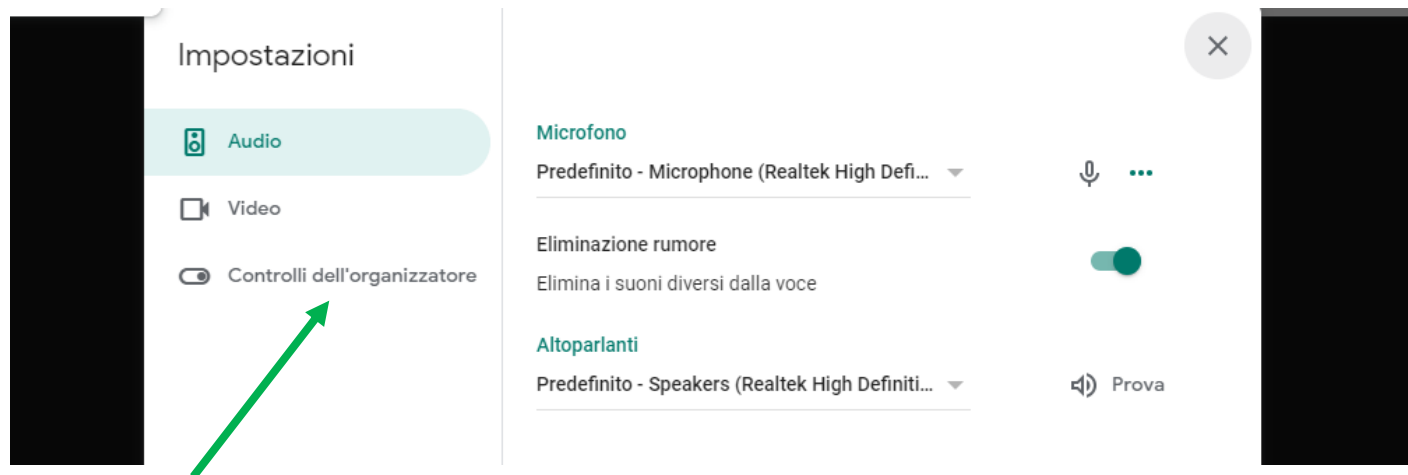 Impostazioni
Audio
Video
Controlli dell'organizzatore
Microfono
Predefinito - Microphone (Realtek High Defi...
Eliminazione rumore
Elimina i suoni diversi dalla voce
Altoparlanti
Predefinito - Speakers (Realtek High Definiti...
Prova